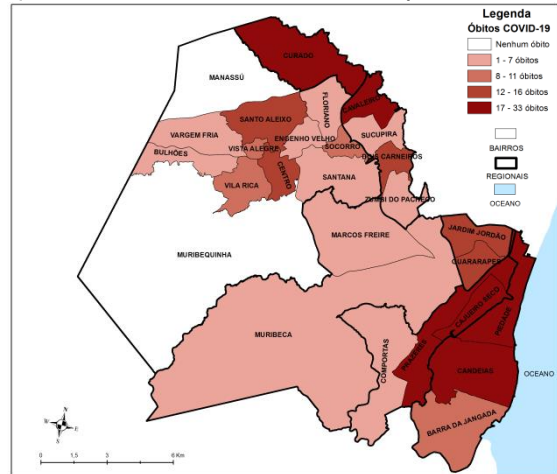 Legenda
Óbitos COVID-19
Nenhum óbito
1 - 7 óbitos
8 - 11 óbitos
12 - 16 óbitos
17 - 33 óbitos
BAIRROS
REGIONAIS
OCEANO
CURADO
MANASSÚ
FLORIANO
CAVALEIRO
SANTO ALEIXO
VARGEM FRIA
ENGENHO VELHO
SUCUPIRA
BULHÕES
VISTA ALEGRE
SOCORRO
DOIS CARNEIROS
VILA RICA
CENTRO
SANTANA
ZUMBI DO PACHECO
MURIBEQUINHA
MARCOS FREIRE
JARDIM JORDÃO
GUARARAPES
CAJUEIRO SECO
PIEDADE
MURIBECA
COMPORTAS
PRAZERES
CANDEIAS
OCEANO
BARRA DA JANGADA
N
W E
S
0 1,5 3 6 Km